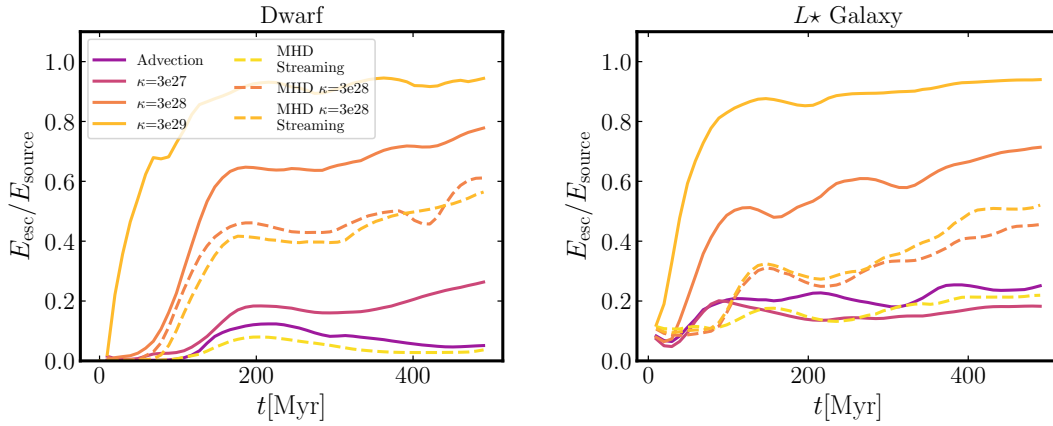 Dwarf
L⋆ Galaxy
Advection
κ=3e27
κ=3e28
κ=3e29
MHD
Streaming
MHD κ=3e28
MHD κ=3e28
Streaming
E_esc/E_source
0.0
0.2
0.4
0.6
0.8
1.0
0
200
400
t[Myr]
E_esc/E_source
0.0
0.2
0.4
0.6
0.8
1.0
0
200
400
t[Myr]